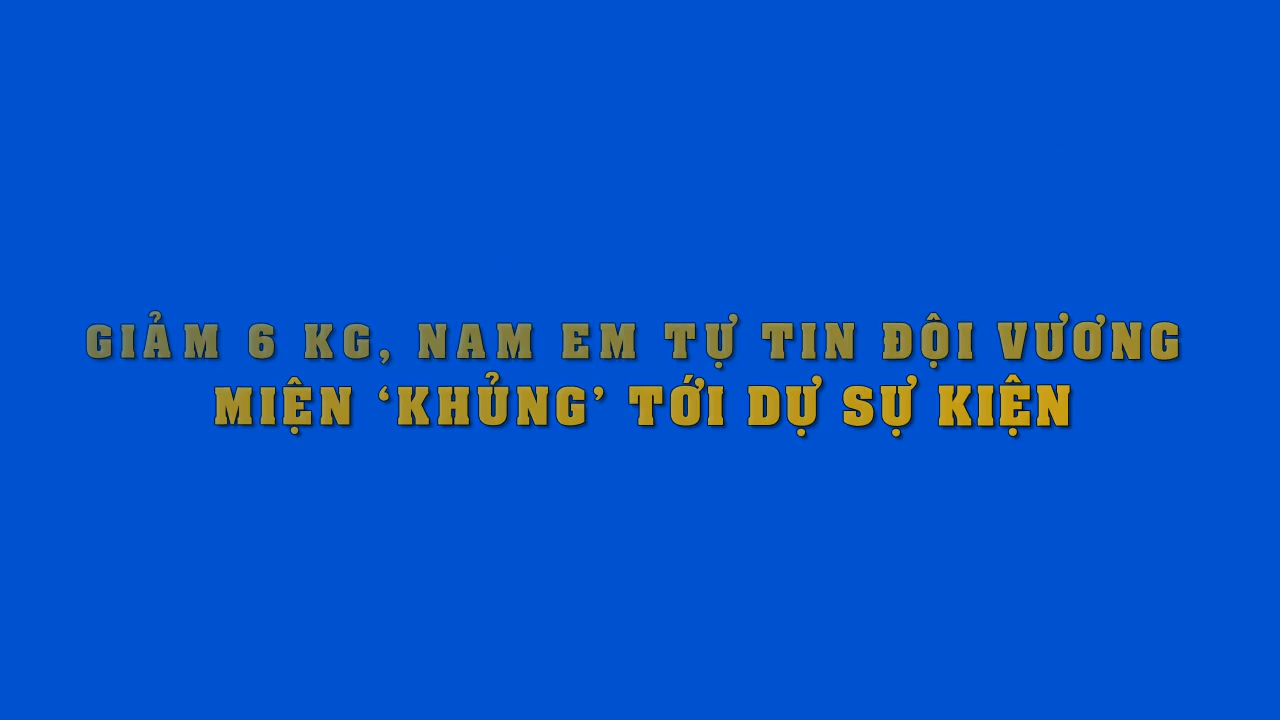 GIẢM 6 KG, NAM EM TỰ TIN ĐỘI VƯƠNG
MIỆN ‘KHỦNG’ TỚI DỰ SỰ KIỆN